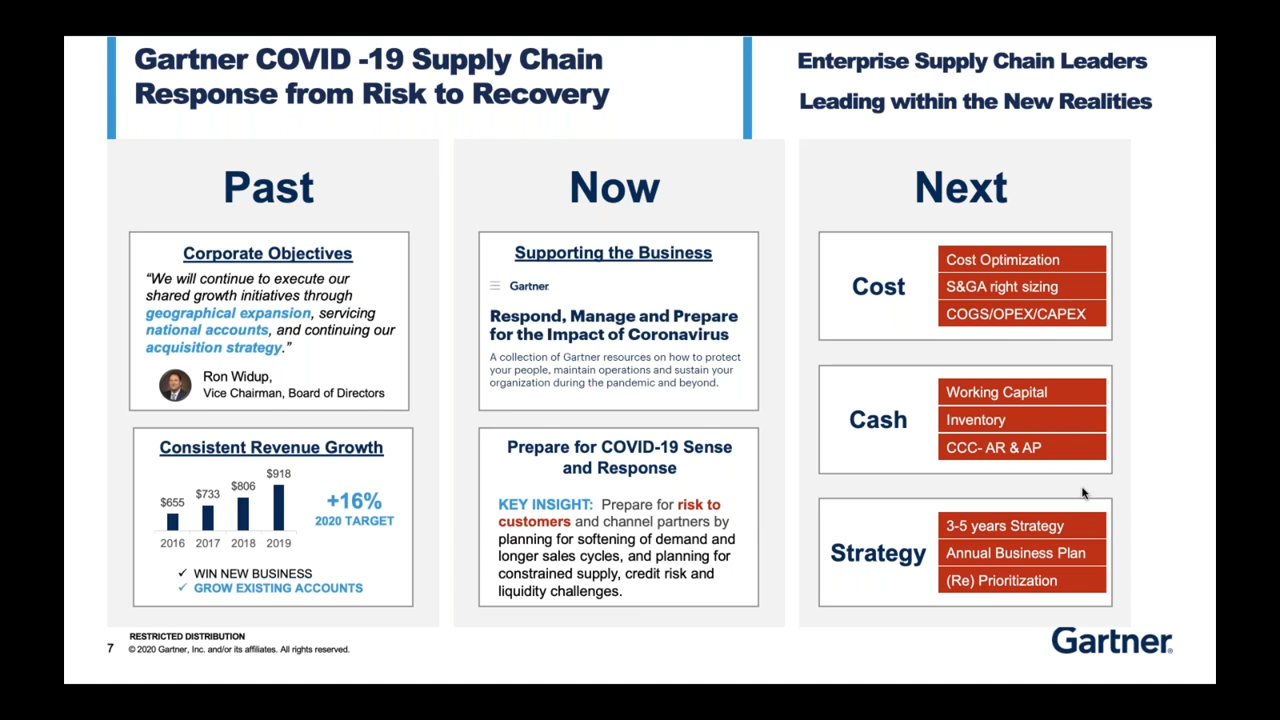 Gartner COVID -19 Supply Chain
Response from Risk to Recovery
Enterprise Supply Chain Leaders
Leading within the New Realities
Past
Corporate Objectives
“We will continue to execute our
shared growth initiatives through
geographical expansion, servicing
national accounts, and continuing our
acquisition strategy.”
Ron Widup,
Vice Chairman, Board of Directors
Consistent Revenue Growth
$655
$733
$806
$918
2016
2017
2018
2019
+16%
2020 TARGET
✓ WIN NEW BUSINESS
✓ GROW EXISTING ACCOUNTS
Now
Supporting the Business
Gartner
Respond, Manage and Prepare
for the Impact of Coronavirus
A collection of Gartner resources on how to protect
your people, maintain operations and sustain your
organization during the pandemic and beyond.
Prepare for COVID-19 Sense
and Response
KEY INSIGHT: Prepare for risk to
customers and channel partners by
planning for softening of demand and
longer sales cycles, and planning for
constrained supply, credit risk and
liquidity challenges.
Next
Cost
Cost Optimization
S&GA right sizing
COGS/OPEX/CAPEX
Cash
Working Capital
Inventory
CCC- AR & AP
Strategy
3-5 years Strategy
Annual Business Plan
(Re) Prioritization
RESTRICTED DISTRIBUTION
7 © 2020 Gartner, Inc. and/or its affiliates. All rights reserved.
Gartner®